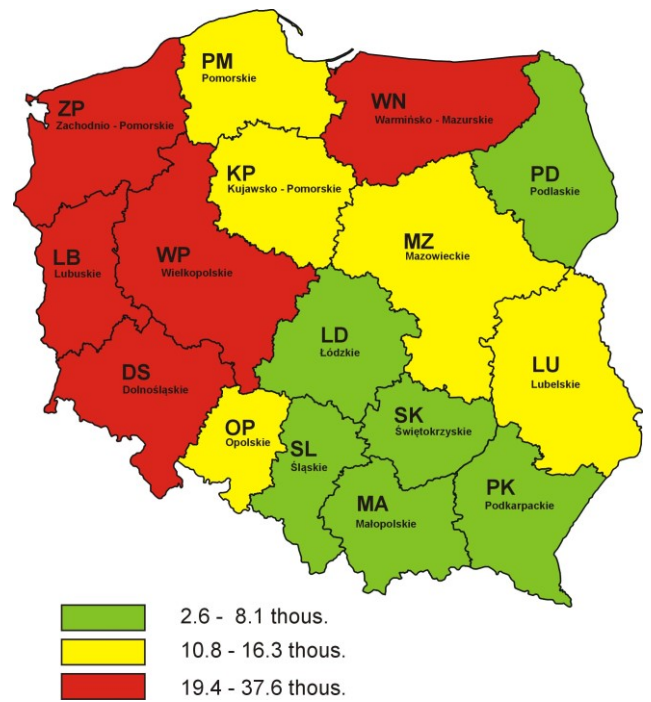 PM
Pomorskie
ZP
Zachodnio - Pomorskie
WN
Warmińsko - Mazurskie
KP
Kujawsko - Pomorskie
PD
Podlaskie
MZ
Mazowieckie
LB
Lubuskie
WP
Wielkopolskie
LD
Łódzkie
LU
Lubelskie
DS
Dolnośląskie
OP
Opolskie
SL
Śląskie
SK
Świętokrzyskie
MA
Małopolskie
PK
Podkarpackie
2.6 - 8.1 thous.
10.8 - 16.3 thous.
19.4 - 37.6 thous.